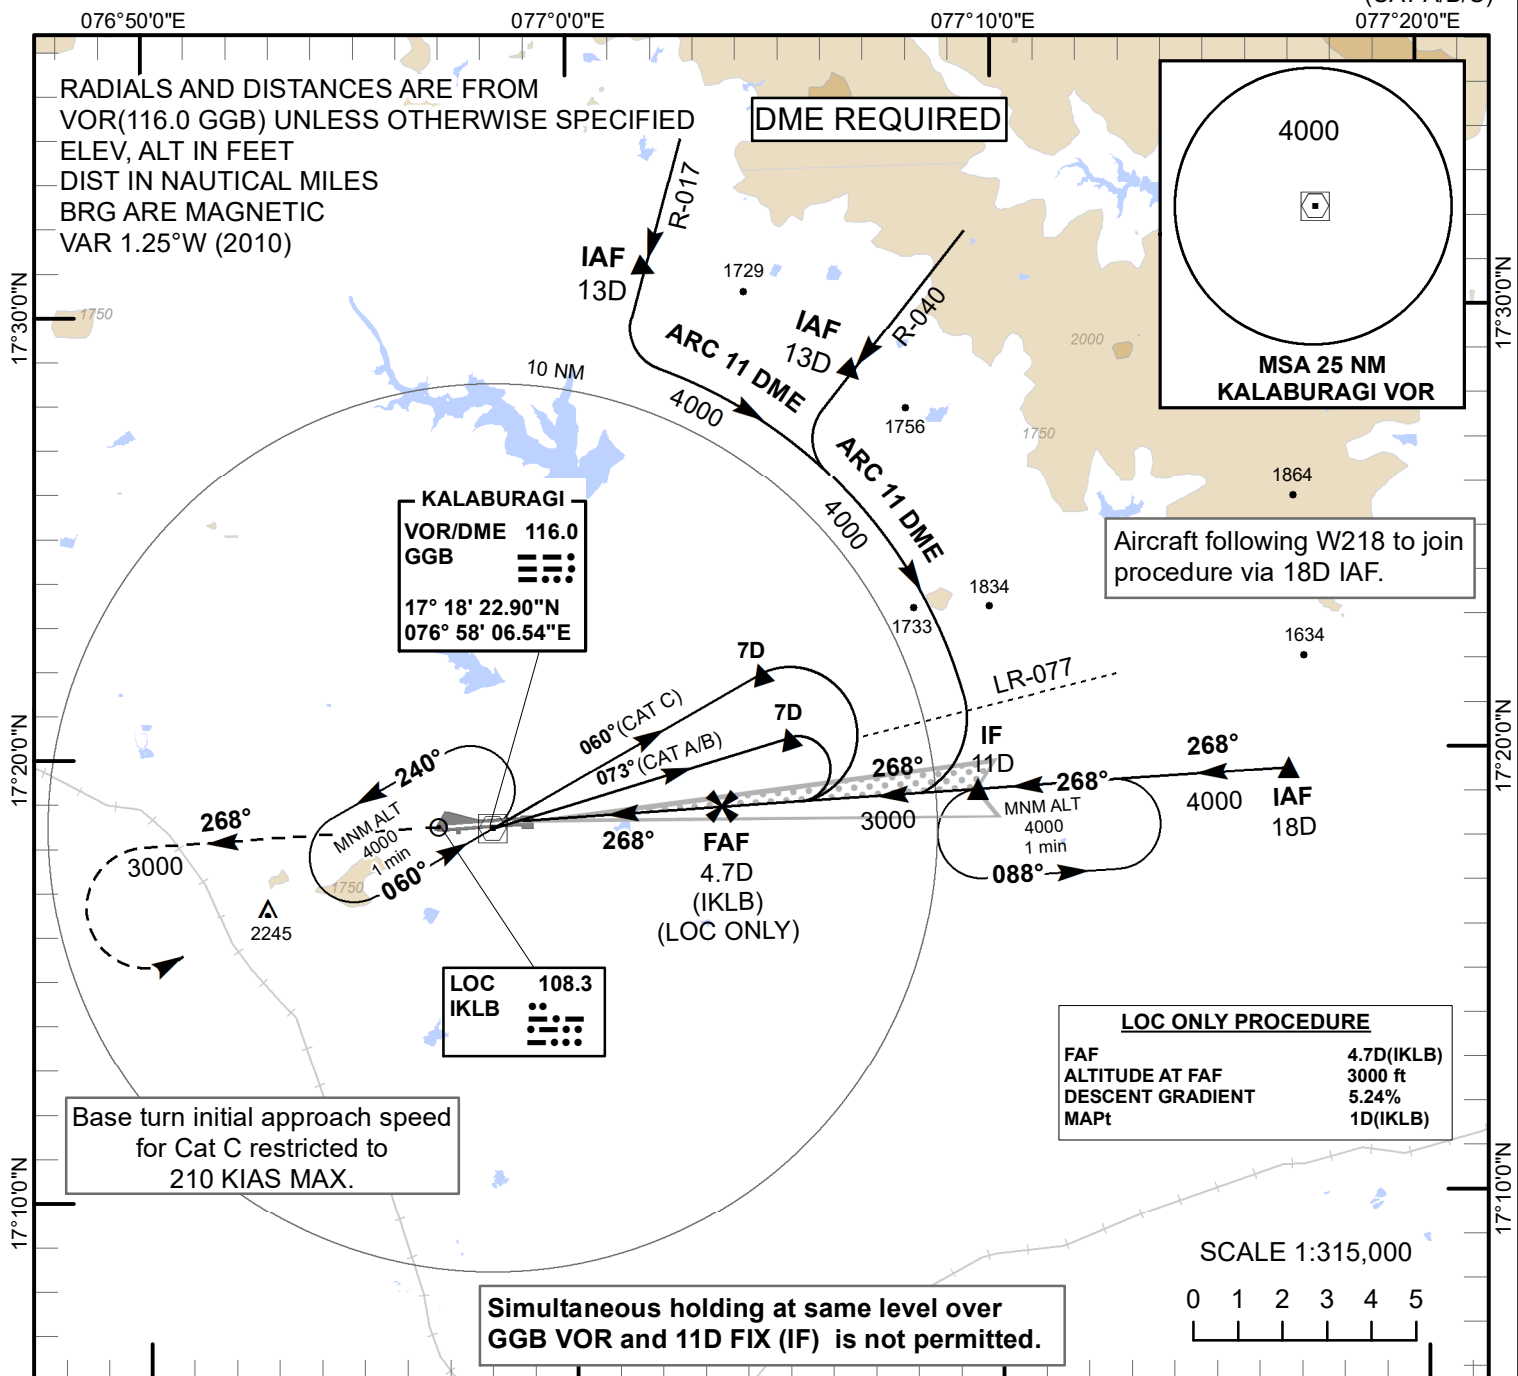 (CAT A/B/C)
076°50'0"E
077°0'0"E
077°10'0"E
077°20'0"E
RADIALS AND DISTANCES ARE FROM
VOR(116.0 GGB) UNLESS OTHERWISE SPECIFIED
ELEV, ALT IN FEET
DIST IN NAUTICAL MILES
BRG ARE MAGNETIC
VAR 1.25°W (2010)
DME REQUIRED
4000
MSA 25 NM
KALABURAGI VOR
R-017
IAF
13D
1729
R-040
IAF
13D
17°30'0"N
17°30'0"N
1750
2000
ARC 11 DME
4000
10 NM
1756
1750
ARC 11 DME
4000
1864
KALABURAGI
VOR/DME 116.0
GGB
17° 18' 22.90"N
076° 58' 06.54"E
Aircraft following W218 to join
procedure via 18D IAF.
1834
1733
1634
7D
LR-077
060°(CAT C)
7D
073°(CAT A/B)
IF
11D
268°
268°
268°
4000
IAF
18D
17°20'0"N
17°20'0"N
240°
MNM ALT
4000
1 min
060°
268°
3000
1750
2245
268°
FAF
4.7D
(IKLB)
(LOC ONLY)
3000
MNM ALT
4000
1 min
088°
LOC 108.3
IKLB
LOC ONLY PROCEDURE
FAF 4.7D(IKLB)
ALTITUDE AT FAF 3000 ft
DESCENT GRADIENT 5.24%
MAPt 1D(IKLB)
Base turn initial approach speed
for Cat C restricted to
210 KIAS MAX.
17°10'0"N
17°10'0"N
SCALE 1:315,000
0 1 2 3 4 5
Simultaneous holding at same level over
GGB VOR and 11D FIX (IF) is not permitted.